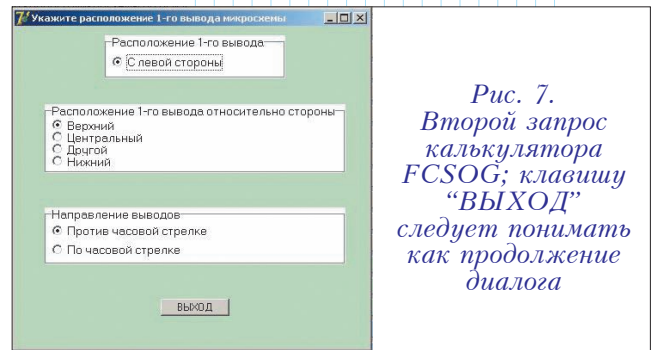 Укажите расположение 1-го вывода микросхемы
Расположение 1-го вывода
С левой стороны
Расположение 1-го вывода относительно стороны
Верхний
Центральный
Другой
Нижний
Направление выводов
Против часовой стрелке
По часовой стрелке
ВЫХОД
Рис. 7.
Второй запрос
калькулятора
FCSOG; клавишу
“ВЫХОД”
следует понимать
как продолжение
диалога